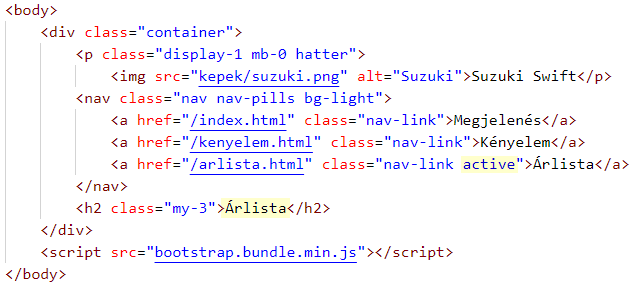 <body>
    <div class="container">
        <p class="display-1 mb-0 hatter">
            <img src="kepek/suzuki.png" alt="Suzuki">Suzuki Swift</p>
        <nav class="nav nav-pills bg-light">
            <a href="/index.html" class="nav-link">Megjelenés</a>
            <a href="/kenyelem.html" class="nav-link">Kényelem</a>
            <a href="/arlista.html" class="nav-link active">Árlista</a>
        </nav>
        <h2 class="my-3">Árlista</h2>
    </div>
    <script src="bootstrap.bundle.min.js"></script>
</body>